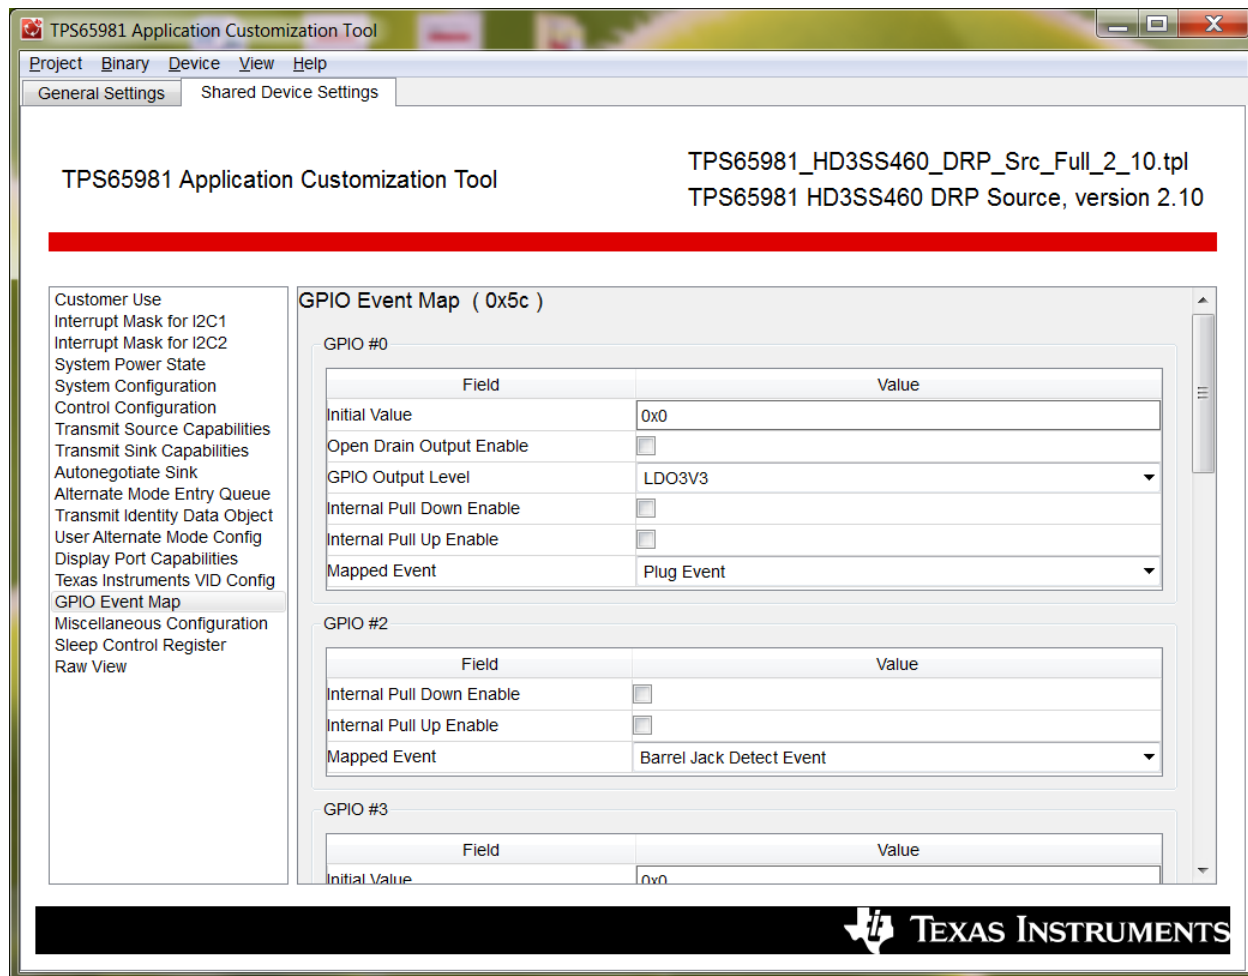 TPS65981 Application Customization Tool
Project Binary Device View Help
General Settings Shared Device Settings
TPS65981 Application Customization Tool
TPS65981_HD3SS460_DRP_Src_Full_2_10.tpl
TPS65981 HD3SS460 DRP Source, version 2.10
Customer Use
Interrupt Mask for I2C1
Interrupt Mask for I2C2
System Power State
System Configuration
Control Configuration
Transmit Source Capabilities
Transmit Sink Capabilities
Autonegotiate Sink
Alternate Mode Entry Queue
Transmit Identity Data Object
User Alternate Mode Config
Display Port Capabilities
Texas Instruments VID Config
GPIO Event Map
Miscellaneous Configuration
Sleep Control Register
Raw View
GPIO Event Map ( 0x5c )
GPIO #0
Field Value
Initial Value 0x0
Open Drain Output Enable
GPIO Output Level LDO3V3
Internal Pull Down Enable
Internal Pull Up Enable
Mapped Event Plug Event
GPIO #2
Field Value
Internal Pull Down Enable
Internal Pull Up Enable
Mapped Event Barrel Jack Detect Event
GPIO #3
Field Value
Initial Value 0x0
TEXAS INSTRUMENTS